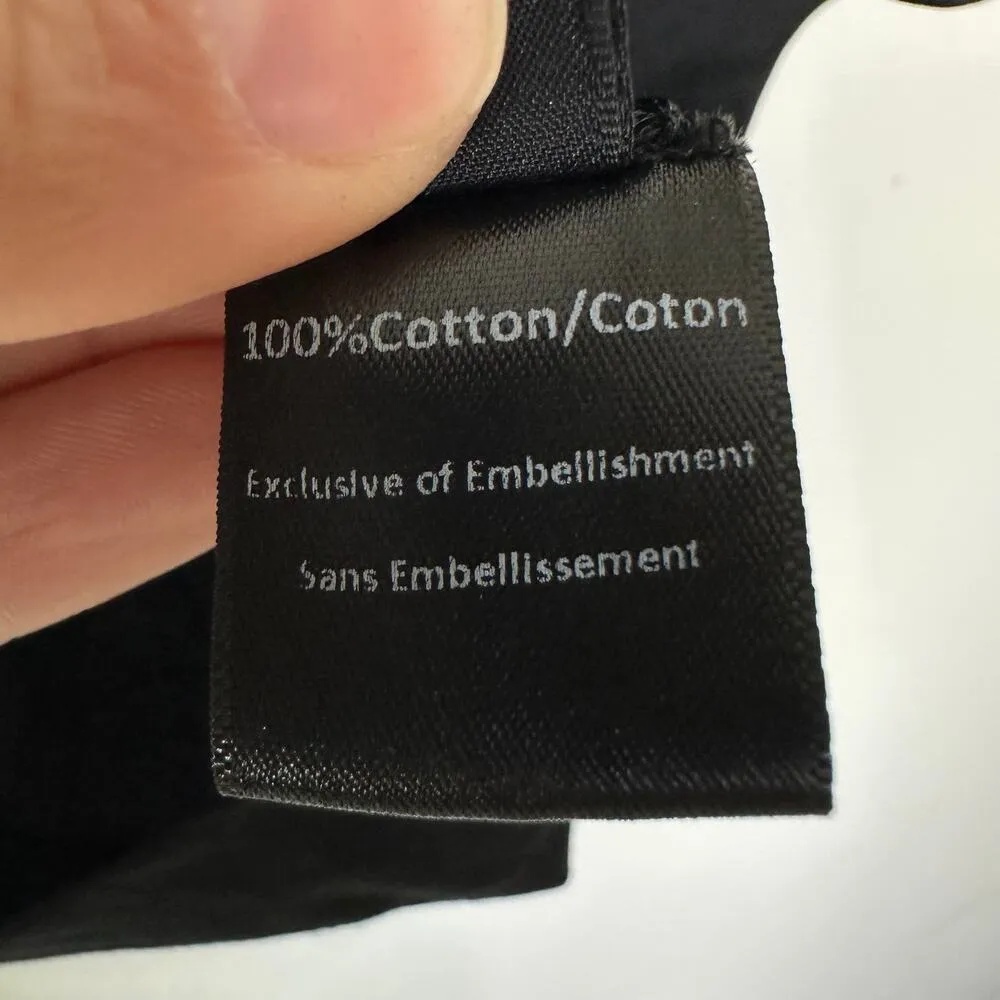 100%Cotton/Coton
Exclusive of Embellishment
Sans Embellissement